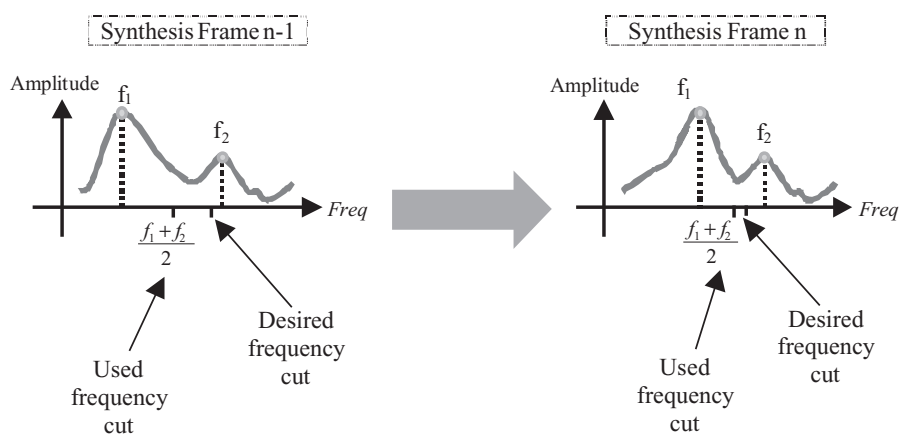 Synthesis Frame n-1
Amplitude
f₁
f₂
Freq
f₁ + f₂
2
Used
frequency
cut
Desired
frequency
cut
Synthesis Frame n
Amplitude
f₁
f₂
Freq
f₁ + f₂
2
Used
frequency
cut
Desired
frequency
cut